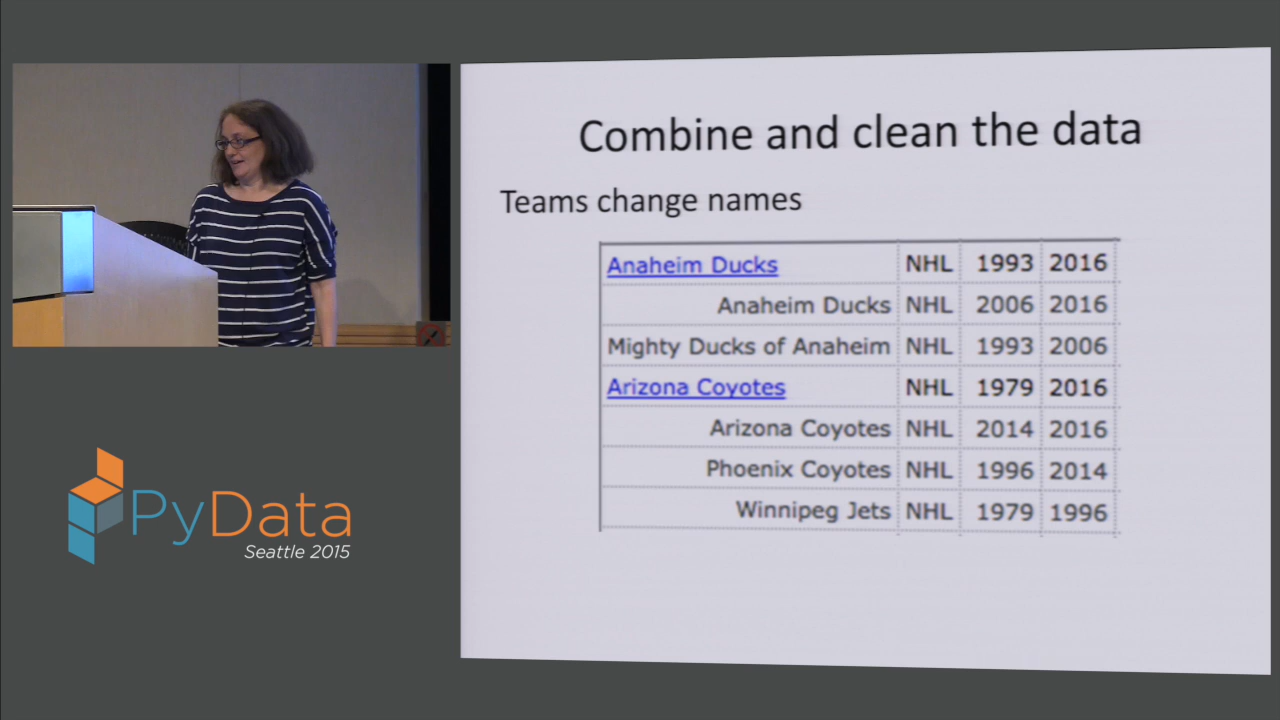 Combine and clean the data
Teams change names
Anaheim Ducks NHL 1993 2016
Anaheim Ducks NHL 2006 2016
Mighty Ducks of Anaheim NHL 1993 2006
Arizona Coyotes NHL 1979 2016
Arizona Coyotes NHL 2014 2016
Phoenix Coyotes NHL 1996 2014
Winnipeg Jets NHL 1979 1996
PyData
Seattle 2015